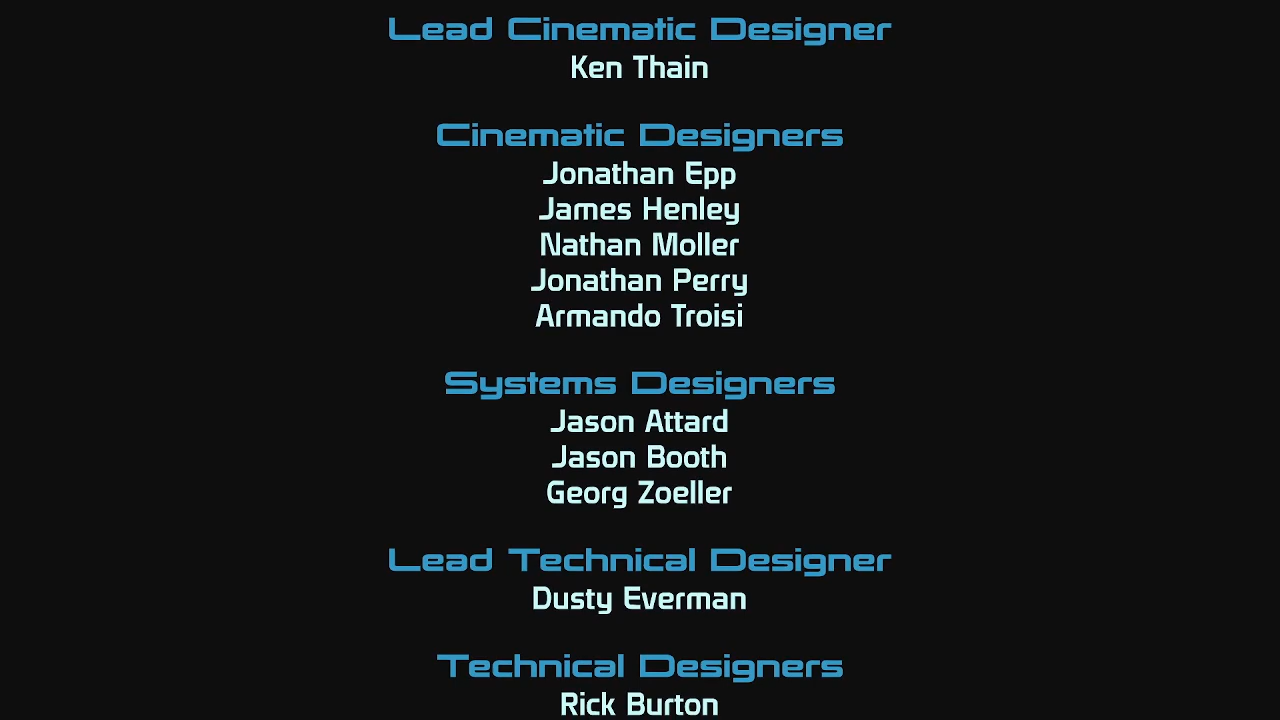 Lead Cinematic Designer
Ken Thain
Cinematic Designers
Jonathan Epp
James Henley
Nathan Moller
Jonathan Perry
Armando Troisi
Systems Designers
Jason Attard
Jason Booth
Georg Zoeller
Lead Technical Designer
Dusty Everman
Technical Designers
Rick Burton